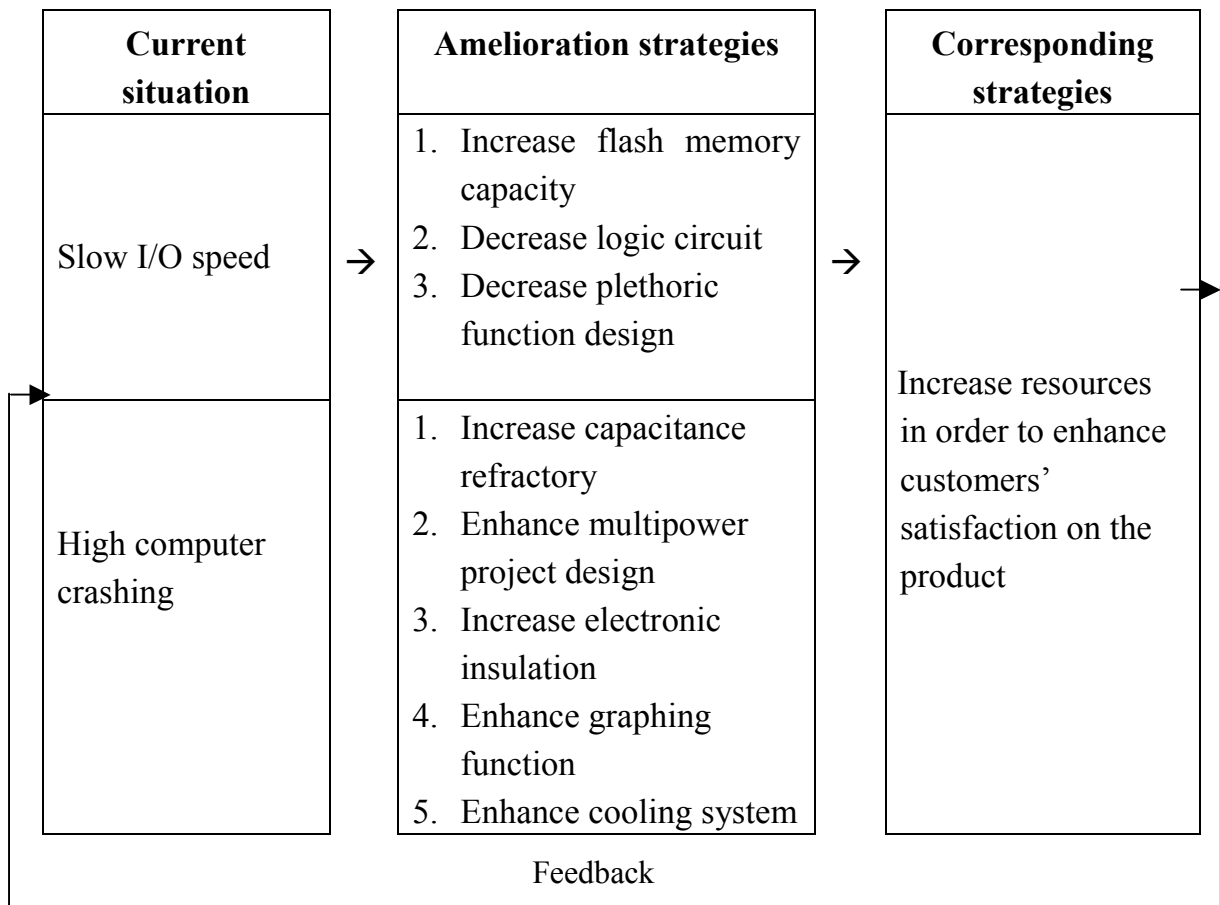 Current
situation
Amelioration strategies
Corresponding
strategies
Slow I/O speed
→
1. Increase flash memory
capacity
2. Decrease logic circuit
3. Decrease plethoric
function design
→
High computer
crashing
1. Increase capacitance
refractory
2. Enhance multipower
project design
3. Increase electronic
insulation
4. Enhance graphing
function
5. Enhance cooling system
Increase resources
in order to enhance
customers’
satisfaction on the
product
Feedback